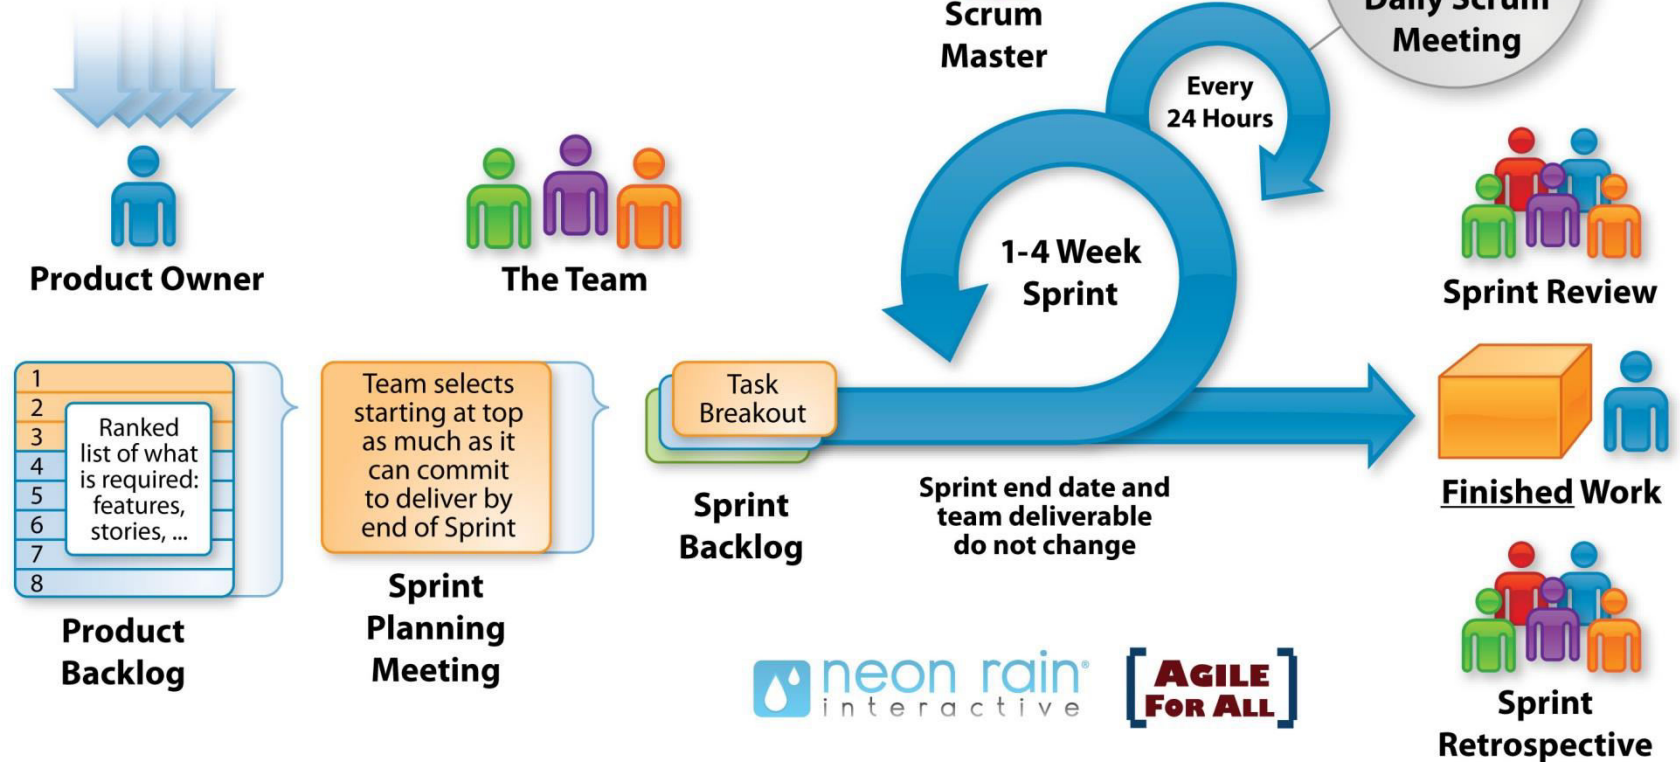 Scrum
Master
Daily Scrum
Meeting
Every
24 Hours
Product Owner
The Team
1-4 Week
Sprint
Sprint Review
1
2
3
4
5
6
7
8
Ranked
list of what
is required:
features,
stories, ...
Product
Backlog
Team selects
starting at top
as much as it
can commit
to deliver by
end of Sprint
Sprint
Planning
Meeting
Task
Breakout
Sprint
Backlog
Sprint end date and
team deliverable
do not change
Finished Work
Sprint
Retrospective
neon rain®
interactive
AGILE
FOR ALL